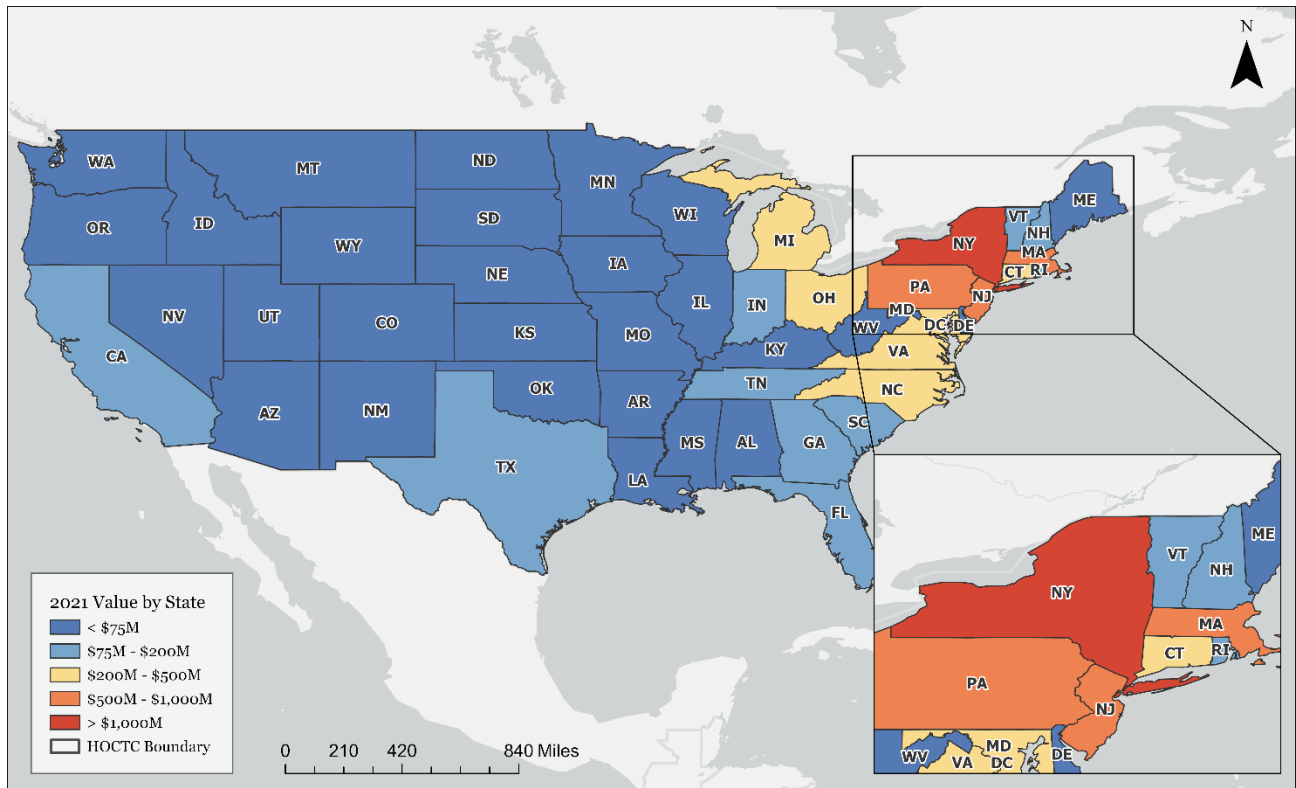 N
WA
MT
ND
MN
ME
OR
ID
SD
WI
VT
NH
WY
MI
NY
MA
NE
IA
CT RI
PA
NV
UT
CO
IL
IN
OH
NJ
MD
KS
MO
WV
DC DE
CA
KY
VA
TN
NC
OK
AR
AZ
NM
SC
MS
AL
GA
TX
LA
FL
ME
VT
NH
NY
MA
CT
RI
PA
NJ
MD
WV
VA
DC
DE
2021 Value by State
< $75M
$75M - $200M
$200M - $500M
$500M - $1,000M
> $1,000M
HOCTC Boundary
0 210 420 840 Miles